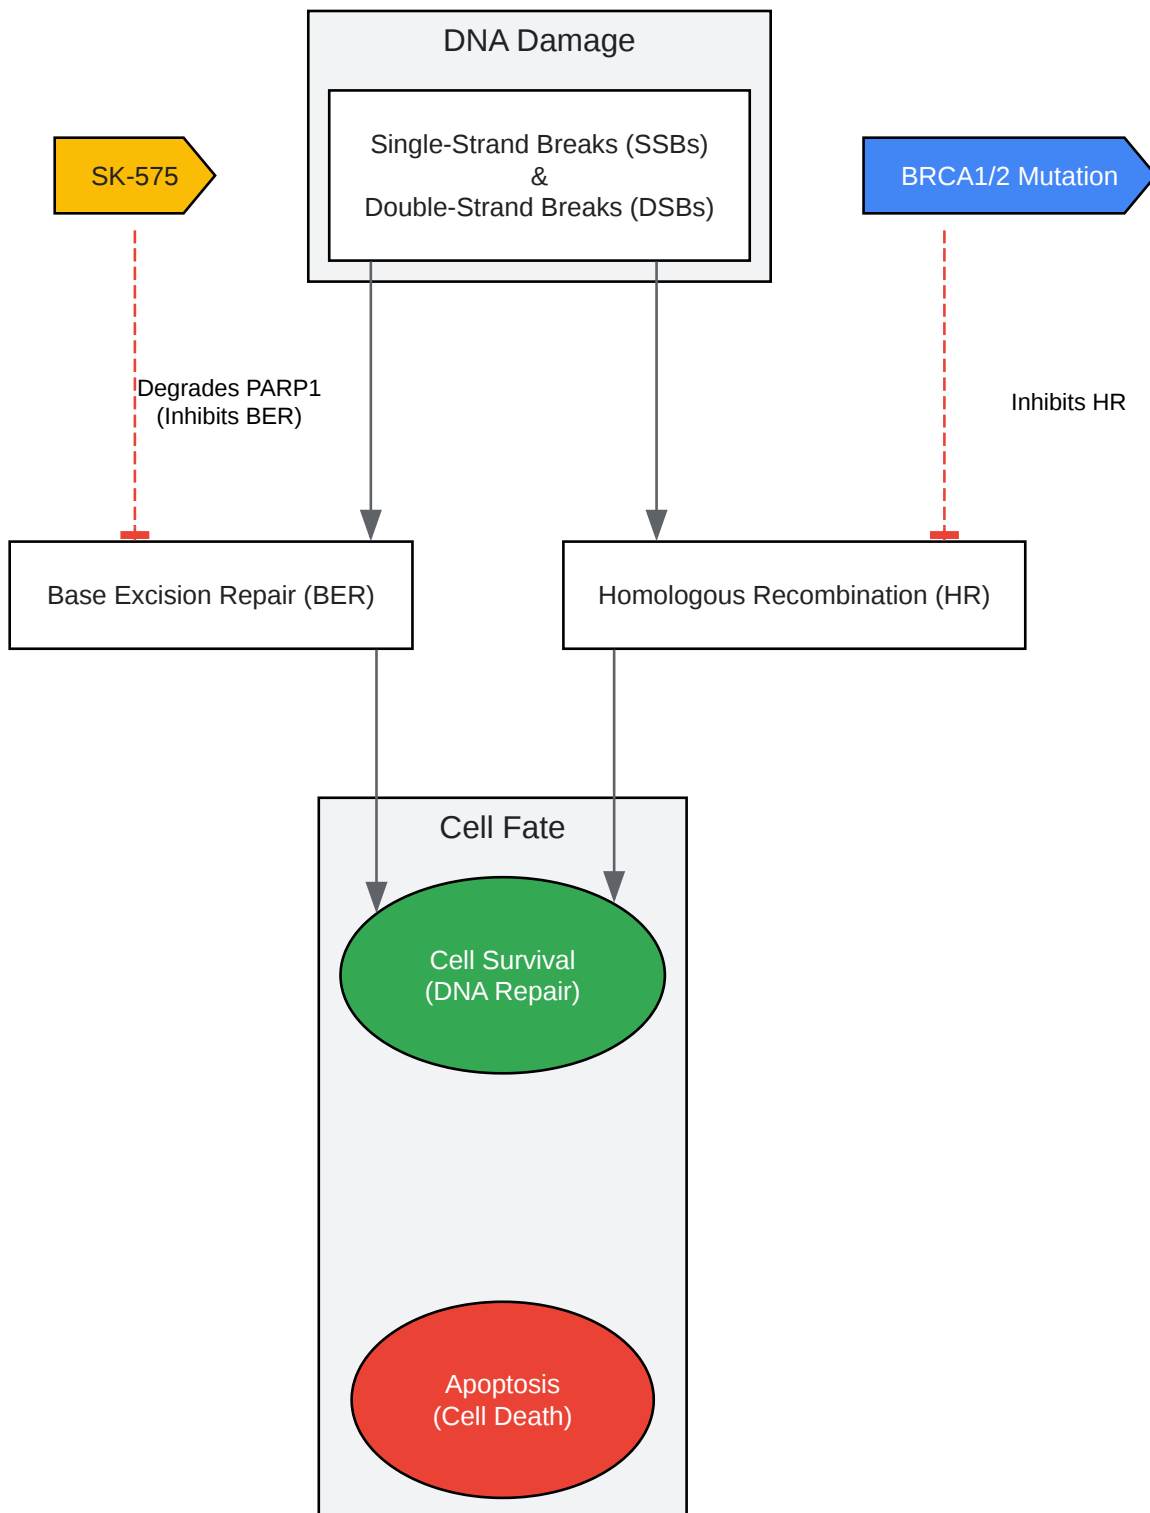 DNA Damage
Single-Strand Breaks (SSBs)
&
Double-Strand Breaks (DSBs)
SK-575
BRCA1/2 Mutation
Degrades PARP1
(Inhibits BER)
Inhibits HR
Base Excision Repair (BER)
Homologous Recombination (HR)
Cell Fate
Cell Survival
(DNA Repair)
Apoptosis
(Cell Death)